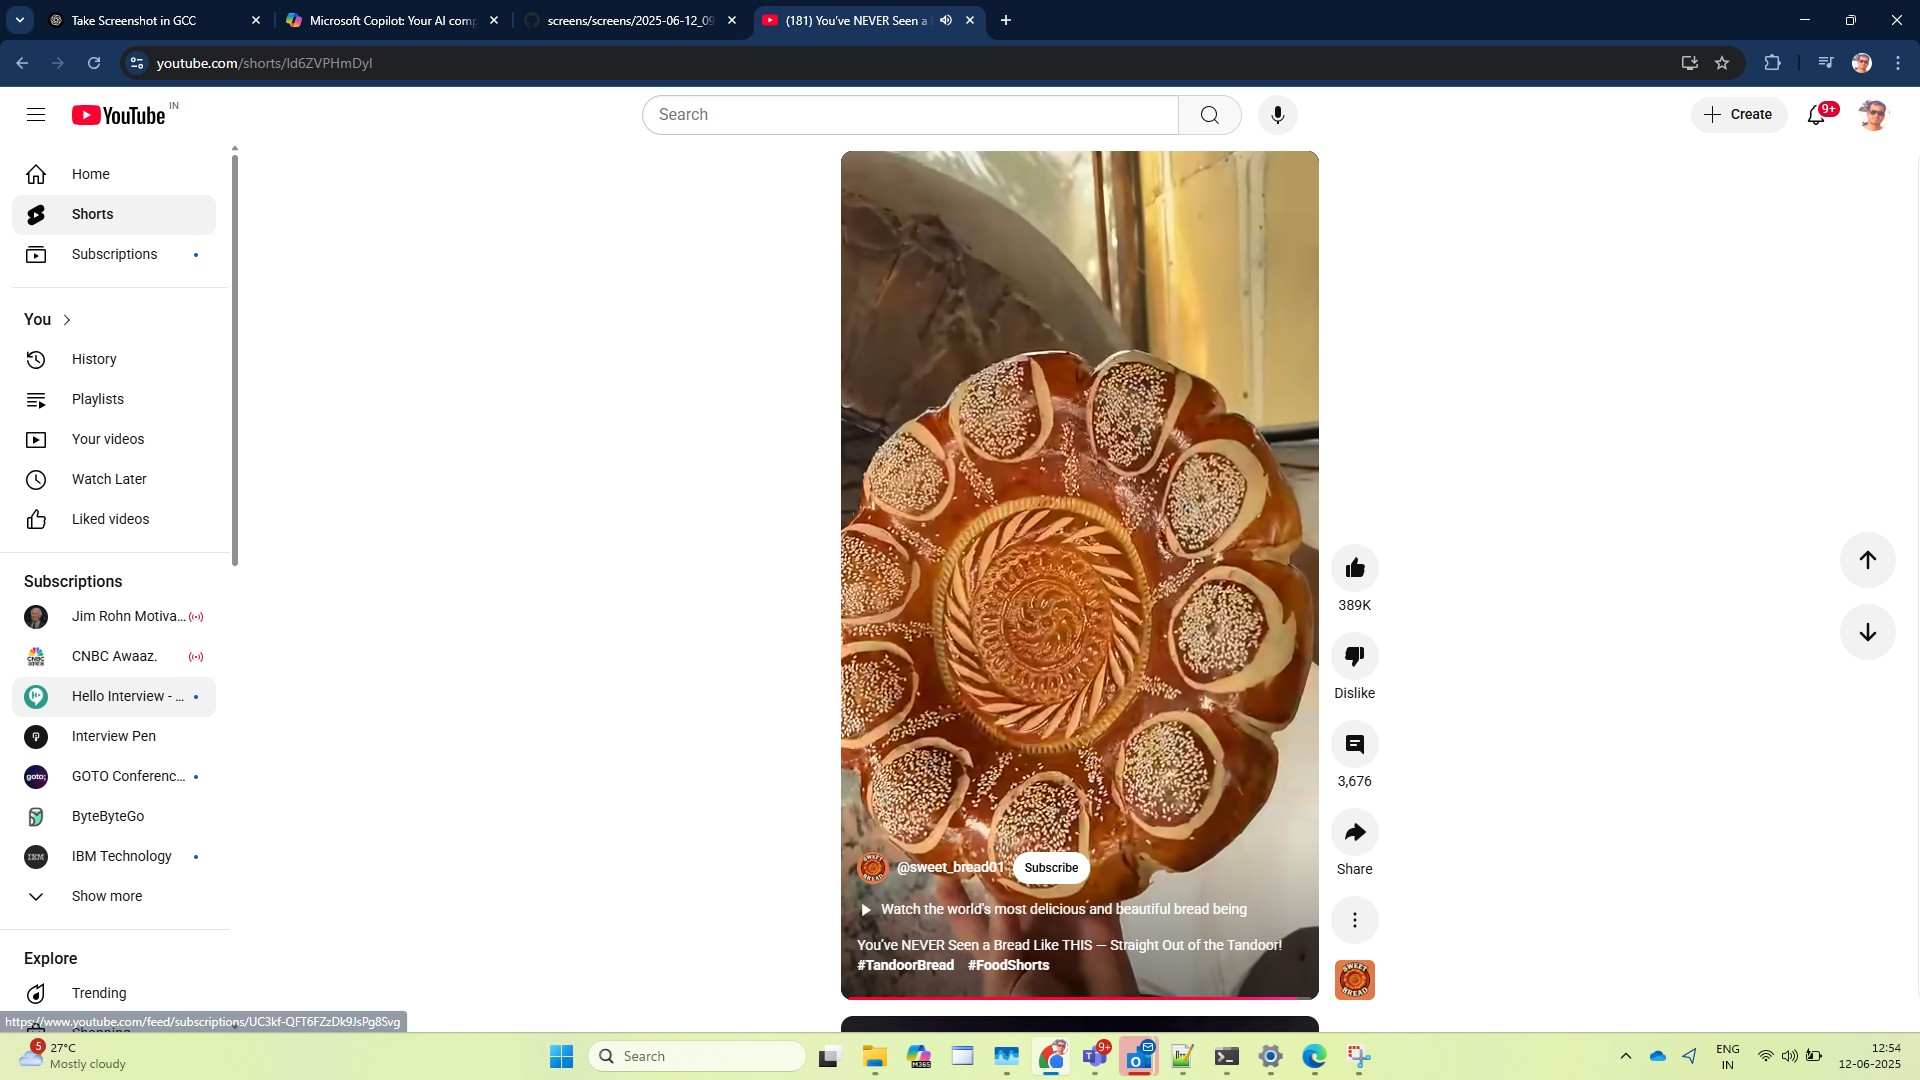 Take Screenshot in GCC
Microsoft Copilot: Your AI comp
screens/screens/2025-06-12_09
(181) You've NEVER Seen a
youtube.com/shorts/Id6ZVPHmDyI
YouTube IN
Search
Create
9+
Home
Shorts
Subscriptions
You
History
Playlists
Your videos
Watch Later
Liked videos
Subscriptions
Jim Rohn Motiva...
CNBC Awaaz.
Hello Interview - ...
Interview Pen
GOTO Conferenc...
ByteByteGo
IBM Technology
Show more
Explore
Trending
https://www.youtube.com/feed/subscriptions/UC3kf-QFT6FZzDk9JsPg8Svg
389K
Dislike
3,676
Share
SWEET
BREAD
@sweet_bread01
Subscribe
Watch the world's most delicious and beautiful bread being
You've NEVER Seen a Bread Like THIS — Straight Out of the Tandoor!
#TandoorBread #FoodShorts
5
27°C
Mostly cloudy
Search
M365
9+
ENG
IN
12:54
12-06-2025